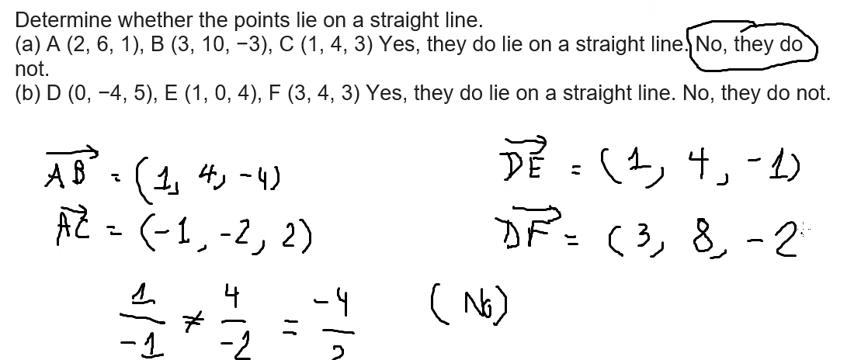 Determine whether the points lie on a straight line.
(a) A (2, 6, 1), B (3, 10, −3), C (1, 4, 3) Yes, they do lie on a straight line. No, they do
not.
(b) D (0, −4, 5), E (1, 0, 4), F (3, 4, 3) Yes, they do lie on a straight line. No, they do not.
AB = (1, 4, -4)
AC = (-1, -2, 2)
1/-1 ≠ 4/-2 = -4/2 (No)
DE = (1, 4, -1)
DF = (3, 8, -2